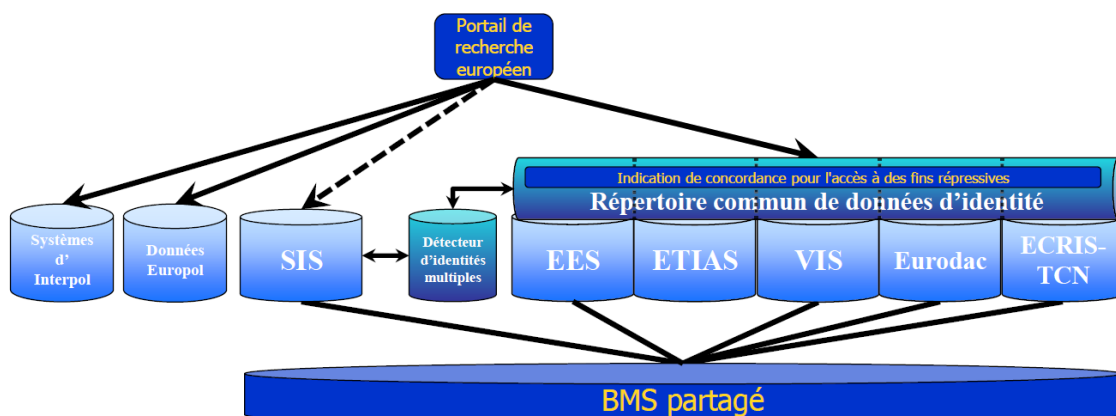 Portail de
recherche
européen
Indication de concordance pour l'accès à des fins répressives
Répertoire commun de données d'identité
Systèmes
d'
Interpol
Données
Europol
SIS
Détecteur
d'identités
multiples
EES
ETIAS
VIS
Eurodac
ECRIS-
TCN
BMS partagé